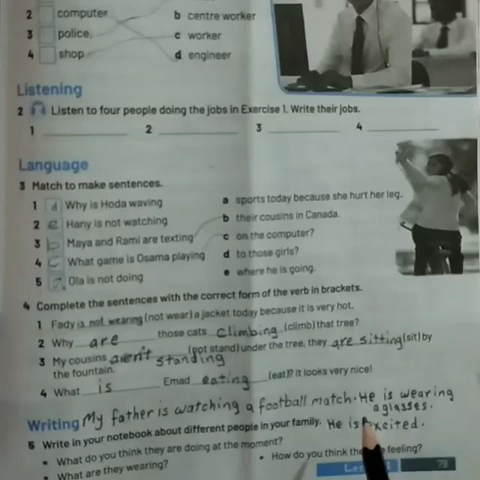 2 computer b centre worker
3 police c worker
4 shop d engineer
Listening
2 Listen to four people doing the jobs in Exercise 1. Write their jobs.
1 2 3 4
Language
3 Match to make sentences.
1 d Why is Hoda waving a sports today because she hurt her leg.
2 e Hany is not watching b their cousins in Canada.
3 b Maya and Rami are texting c on the computer?
4 c What game is Osama playing d to those girls?
5 Ola is not doing e where he is going.
4 Complete the sentences with the correct form of the verb in brackets.
1 Fady is not wearing (not wear) a jacket today because it is very hot.
2 Why are those cats climbing (climb) that tree?
3 My cousins aren't standing (not stand) under the tree, they are sitting (sit) by
the fountain.
4 What is Emad eating (eat)? It looks very nice!
Writing My father is watching a football match. He is wearing
a glasses.
5 Write in your notebook about different people in your family. He is excited.
• What do you think they are doing at the moment?
• How do you think feeling?
• What are they wearing?
79